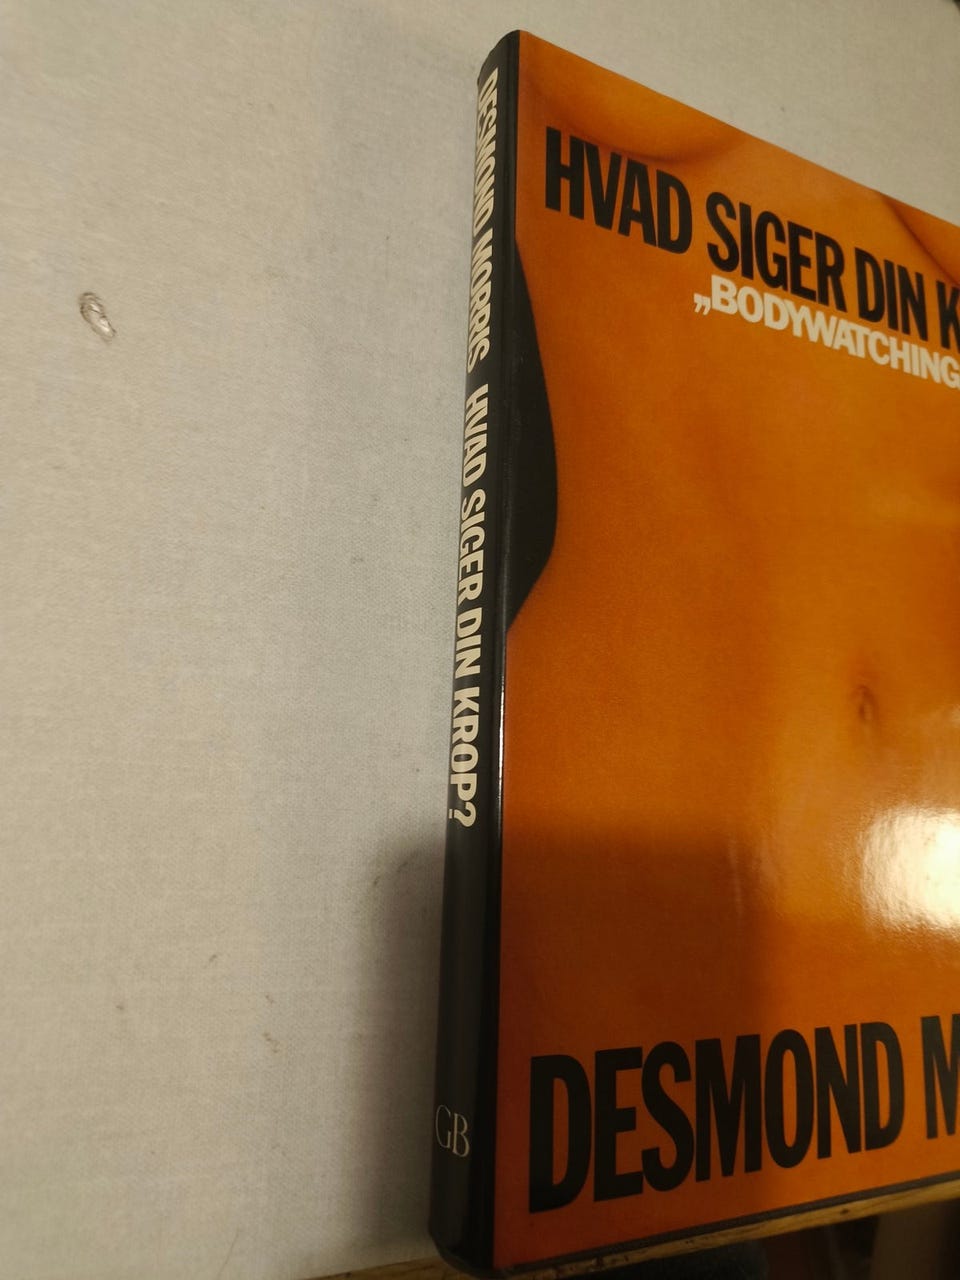 DESMOND MORRIS HVAD SIGER DIN KROP?
GB
HVAD SIGER DIN K
„BODYWATCHING
DESMOND M